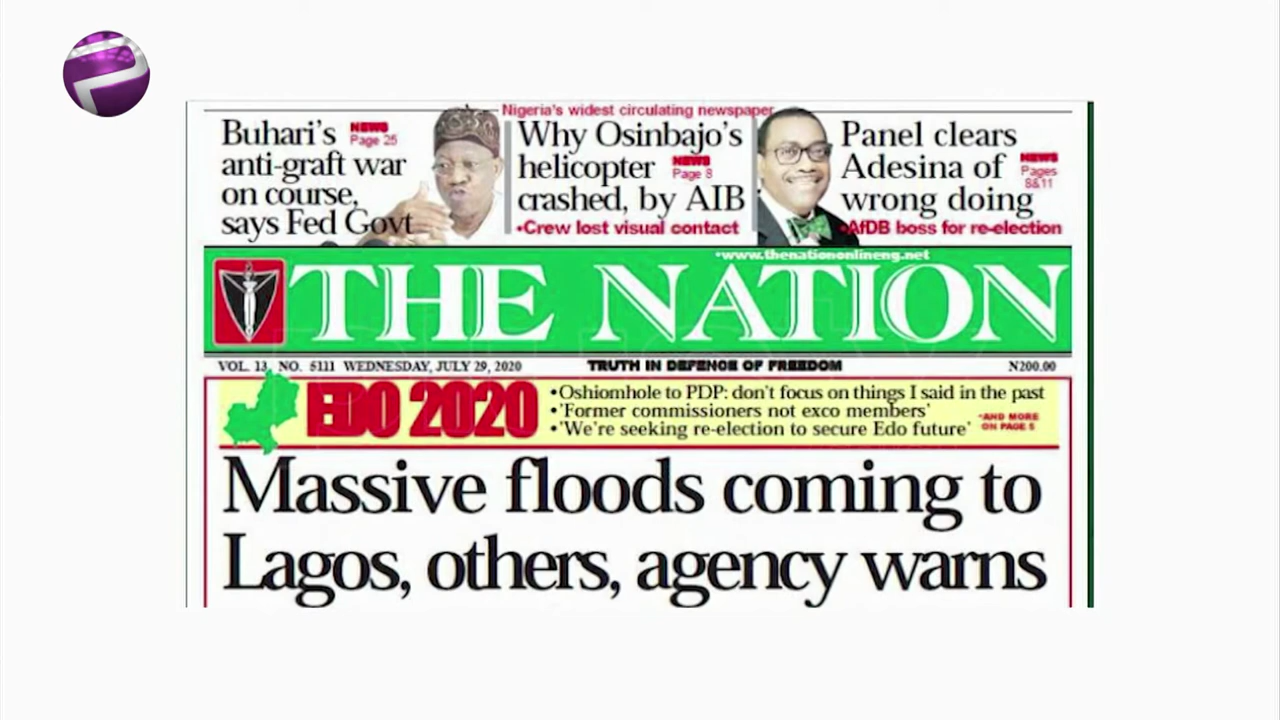 Nigeria's widest circulating newspaper
Buhari's
NEWS
Page 25
anti-graft war
on course,
says Fed Govt
Why Osinbajo's
helicopter
NEWS
Page 8
crashed, by AIB
•Crew lost visual contact
Panel clears
Adesina of
NEWS
Pages
8&11
wrong doing
•AfDB boss for re-election
•www.thenationonlineng.net
THE NATION
VOL. 13, NO. 5111 WEDNESDAY, JULY 29, 2020
TRUTH IN DEFENCE OF FREEDOM
N200.00
EDO 2020
•Oshiomhole to PDP: don't focus on things I said in the past
•'Former commissioners not exco members'
•'We're seeking re-election to secure Edo future'
•AND MORE
ON PAGE 5
Massive floods coming to
Lagos, others, agency warns